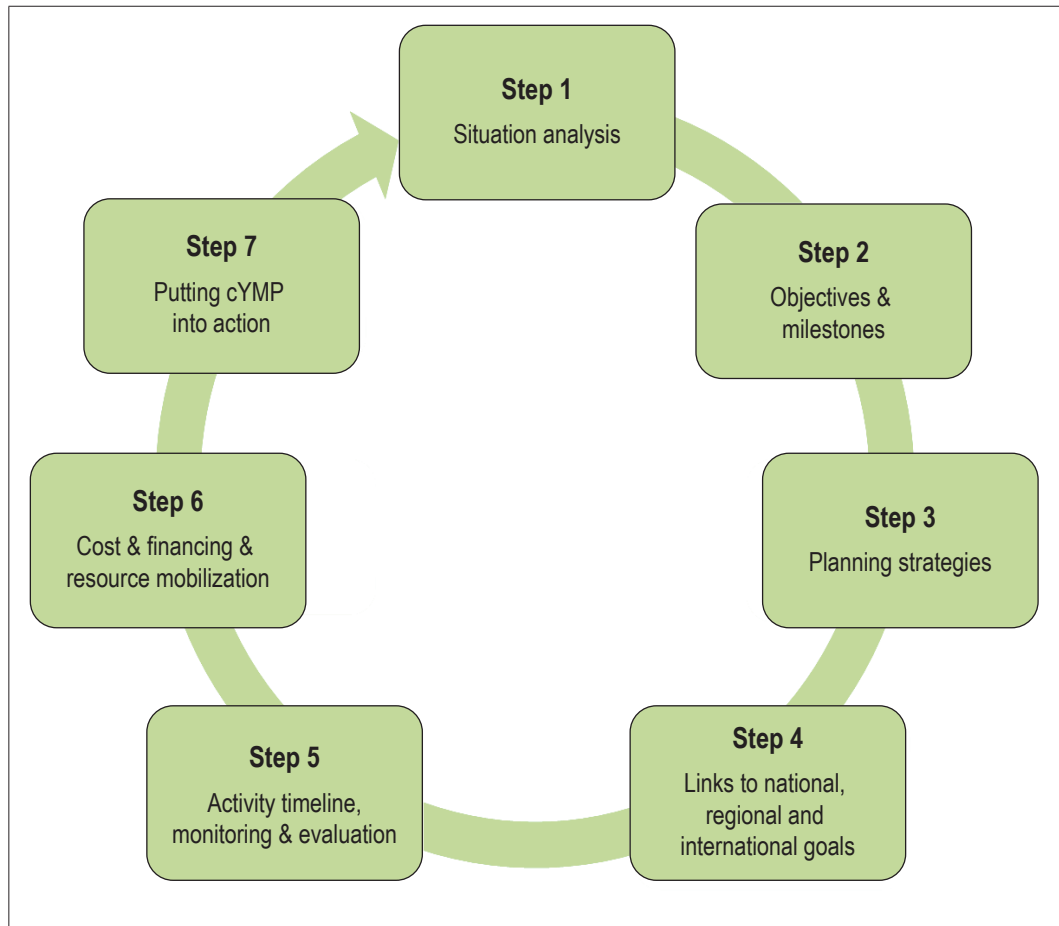 Step 1
Situation analysis
Step 2
Objectives &
milestones
Step 3
Planning strategies
Step 4
Links to national,
regional and
international goals
Step 5
Activity timeline,
monitoring & evaluation
Step 6
Cost & financing &
resource mobilization
Step 7
Putting cYMP
into action